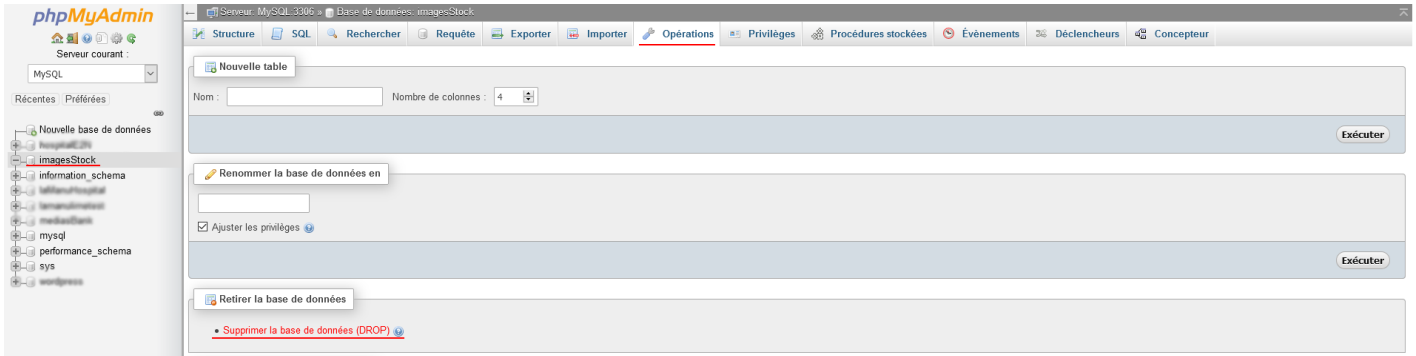 phpMyAdmin
Serveur courant :
MySQL
Récentes Préférées
Nouvelle base de données
imagesStock
information_schema
mysql
performance_schema
sys
Serveur: MySQL:3306 » Base de données: imagesStock
Structure SQL Rechercher Requête Exporter Importer Opérations Privilèges Procédures stockées Évènements Déclencheurs Concepteur
Nouvelle table
Nom : Nombre de colonnes : 4
Exécuter
Renommer la base de données en
Ajuster les privilèges
Exécuter
Retirer la base de données
Supprimer la base de données (DROP)